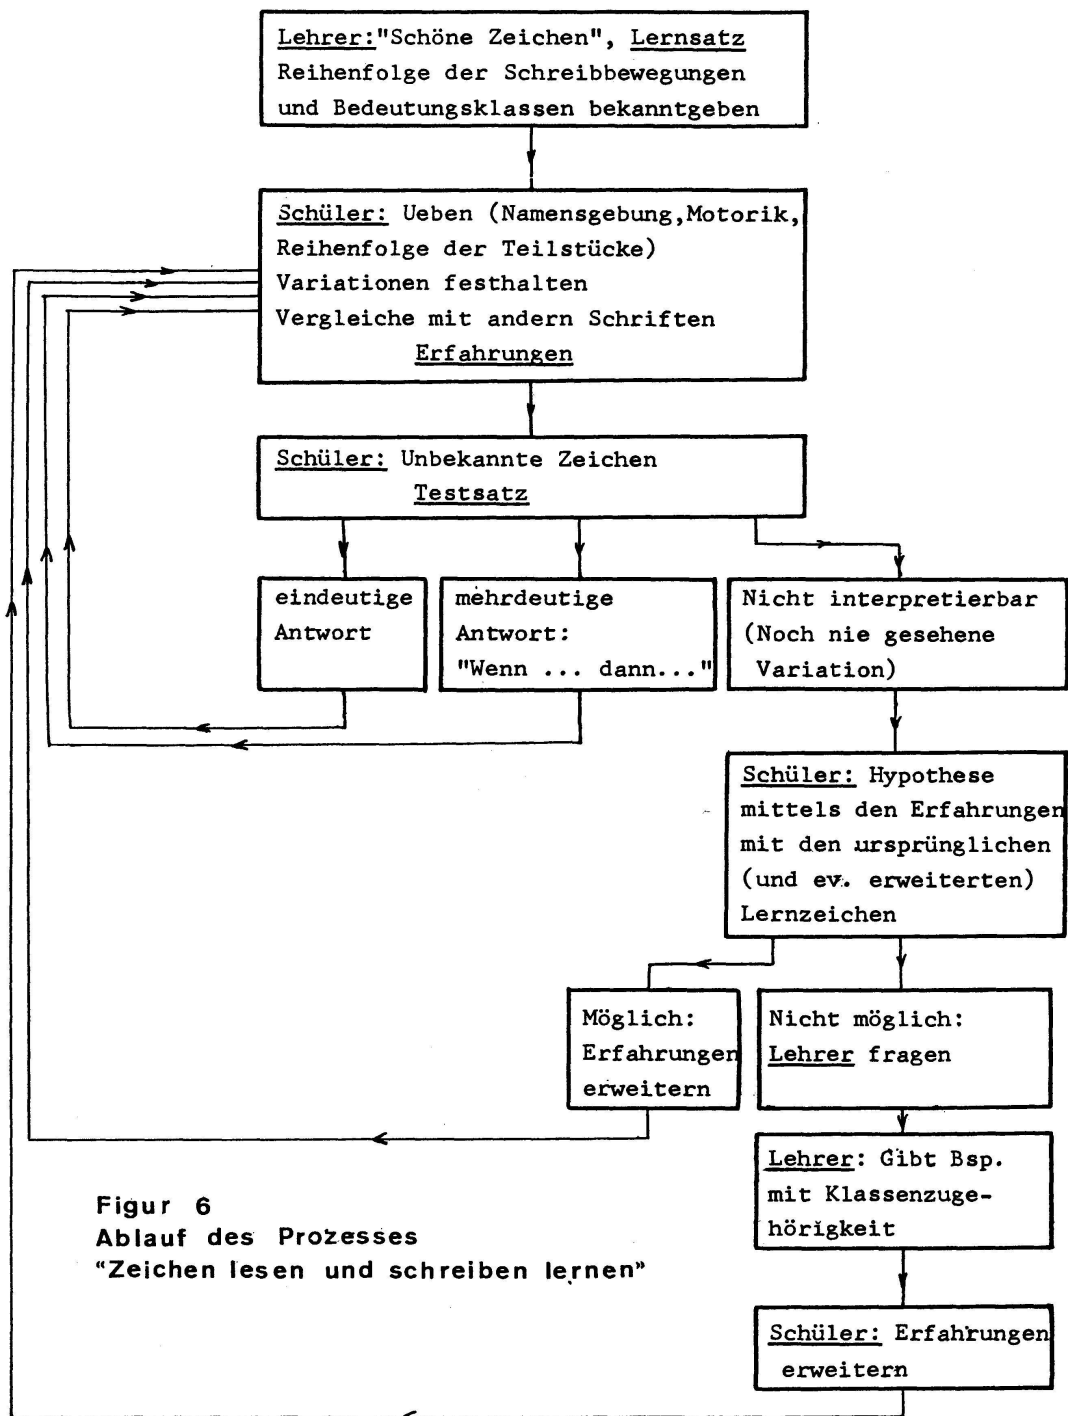 Lehrer:"Schöne Zeichen", Lernsatz
Reihenfolge der Schreibbewegungen
und Bedeutungsklassen bekanntgeben
Schüler: Ueben (Namensgebung,Motorik,
Reihenfolge der Teilstücke)
Variationen festhalten
Vergleiche mit andern Schriften
Erfahrungen
Schüler: Unbekannte Zeichen
Testsatz
eindeutige
Antwort
mehrdeutige
Antwort:
"Wenn ... dann..."
Nicht interpretierbar
(Noch nie gesehene
Variation)
Schüler: Hypothese
mittels den Erfahrungen
mit den ursprünglichen
(und ev. erweiterten)
Lernzeichen
Möglich:
Erfahrungen
erweitern
Nicht möglich:
Lehrer fragen
Lehrer: Gibt Bsp.
mit Klassenzuge-
hörigkeit
Schüler: Erfahrungen
erweitern
Figur 6
Ablauf des Prozesses
"Zeichen lesen und schreiben lernen"